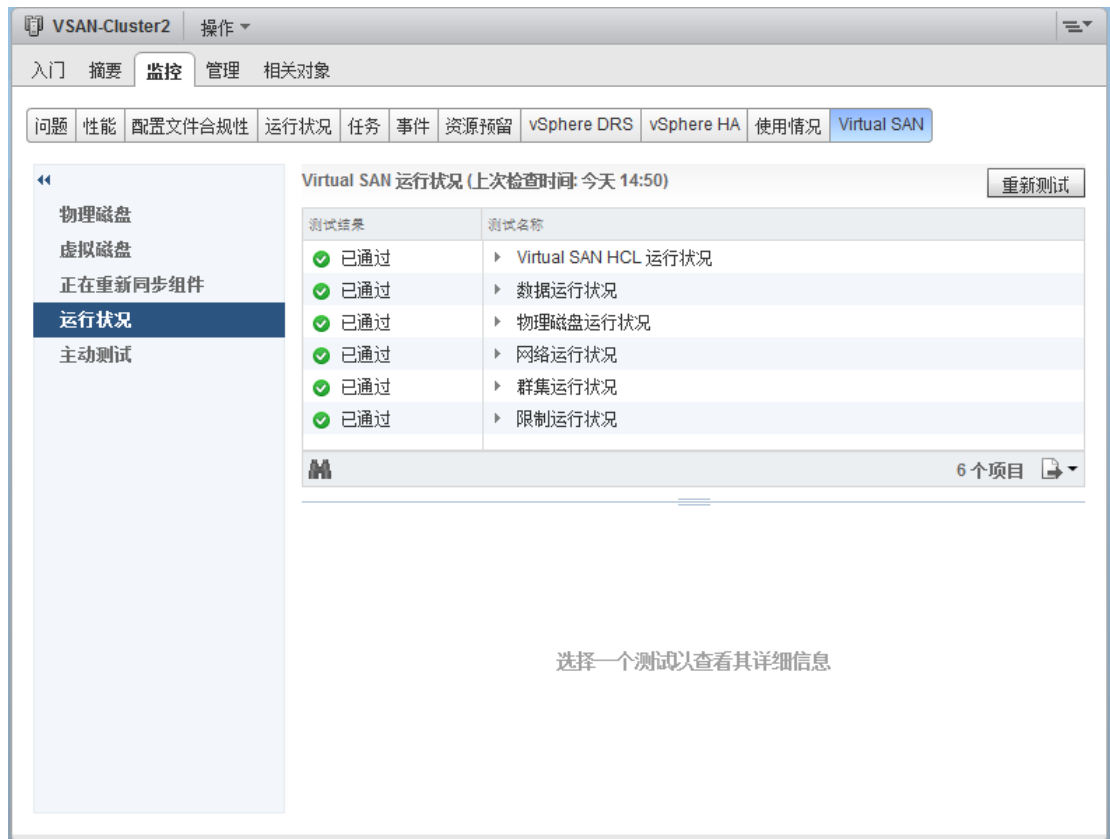 VSAN-Cluster2 操作
入门 摘要 监控 管理 相关对象
问题 性能 配置文件合规性 运行状况 任务 事件 资源预留 vSphere DRS vSphere HA 使用情况 Virtual SAN
物理磁盘
虚拟磁盘
正在重新同步组件
运行状况
主动测试
Virtual SAN 运行状况 (上次检查时间: 今天 14:50)
重新测试
测试结果 测试名称
已通过 Virtual SAN HCL 运行状况
已通过 数据运行状况
已通过 物理磁盘运行状况
已通过 网络运行状况
已通过 群集运行状况
已通过 限制运行状况
6 个项目
选择一个测试以查看其详细信息